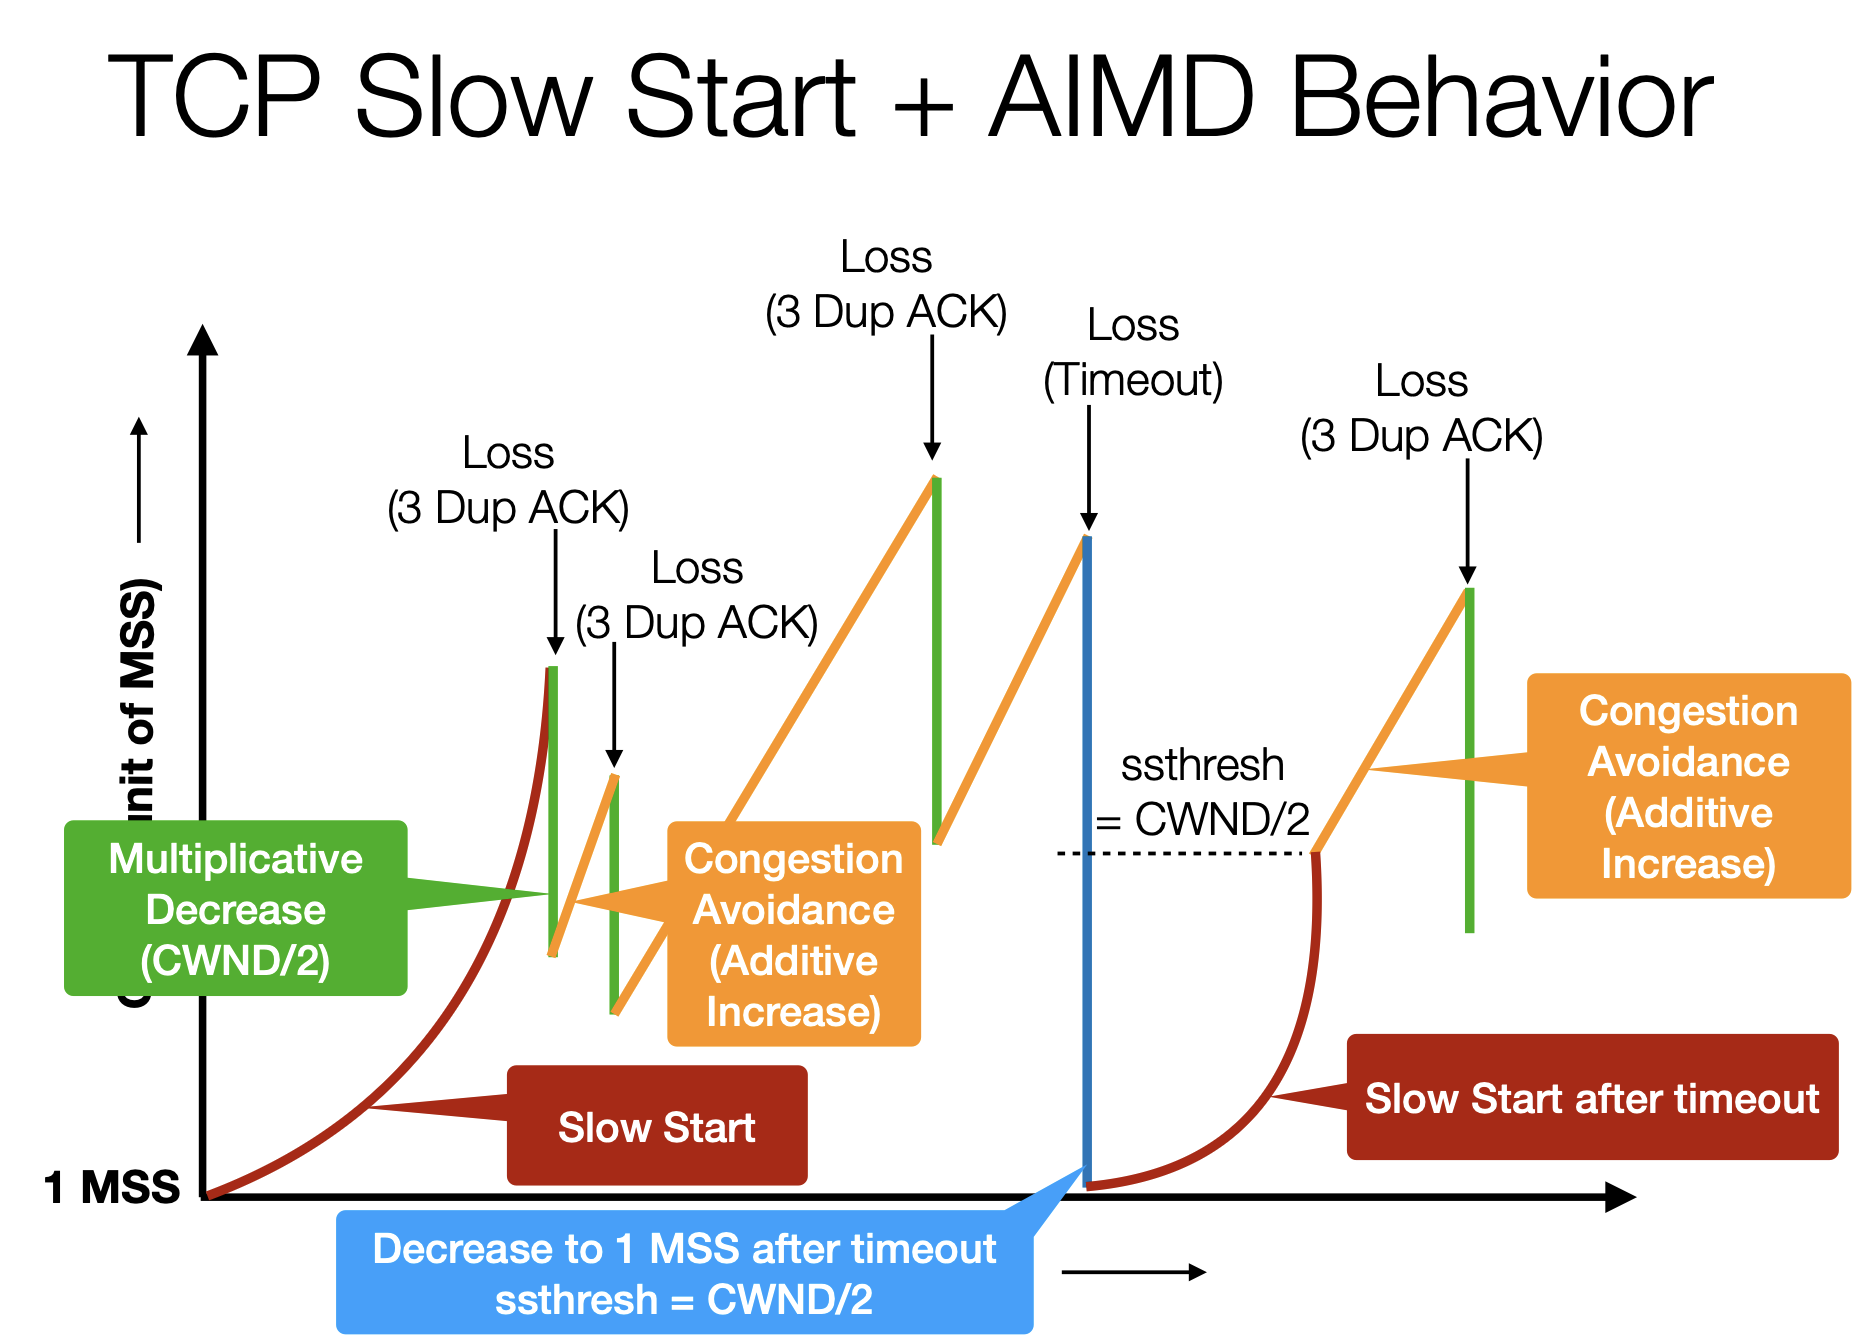 TCP Slow Start + AIMD Behavior
Loss
(3 Dup ACK)
Loss
(Timeout)
Loss
(3 Dup ACK)
Loss
(3 Dup ACK)
Loss
(3 Dup ACK)
unit of MSS)
ssthresh
= CWND/2
Congestion
Avoidance
(Additive
Increase)
Multiplicative
Decrease
(CWND/2)
Congestion
Avoidance
(Additive
Increase)
Slow Start
Slow Start after timeout
1 MSS
Decrease to 1 MSS after timeout
ssthresh = CWND/2